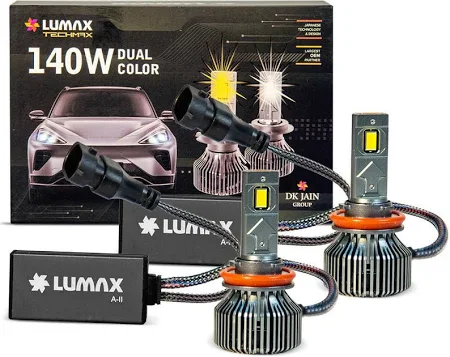 LUMAX
TECHMAX
140W DUAL
COLOR
JAPANESE
TECHNOLOGY
& DESIGN
LARGEST
OEM
PARTNER
DK JAIN
GROUP
LUMAX
A-
LUMAX
A-II